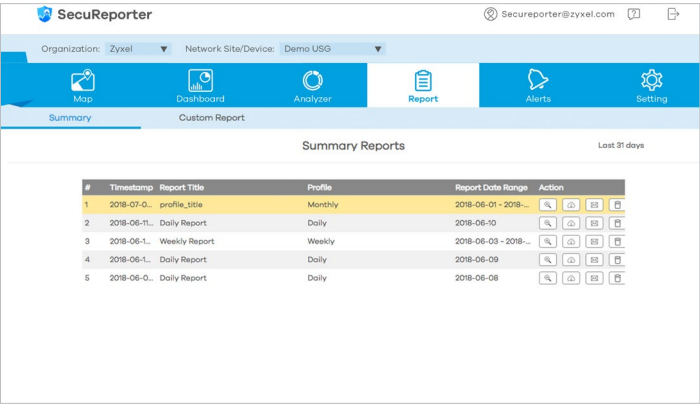 SecuReporter
Secureporter@zyxel.com
Organization: Zyxel Network Site/Device: Demo USG
Map Dashboard Analyzer Report Alerts Setting
Summary Custom Report
Summary Reports Last 31 days
# Timestamp Report Title Profile Report Date Range Action
1 2018-07-0... profile_title Monthly 2018-06-01 - 2018-...
2 2018-06-11... Daily Report Daily 2018-06-10
3 2018-06-1... Weekly Report Weekly 2018-06-03 - 2018-...
4 2018-06-1... Daily Report Daily 2018-06-09
5 2018-06-0... Daily Report Daily 2018-06-08